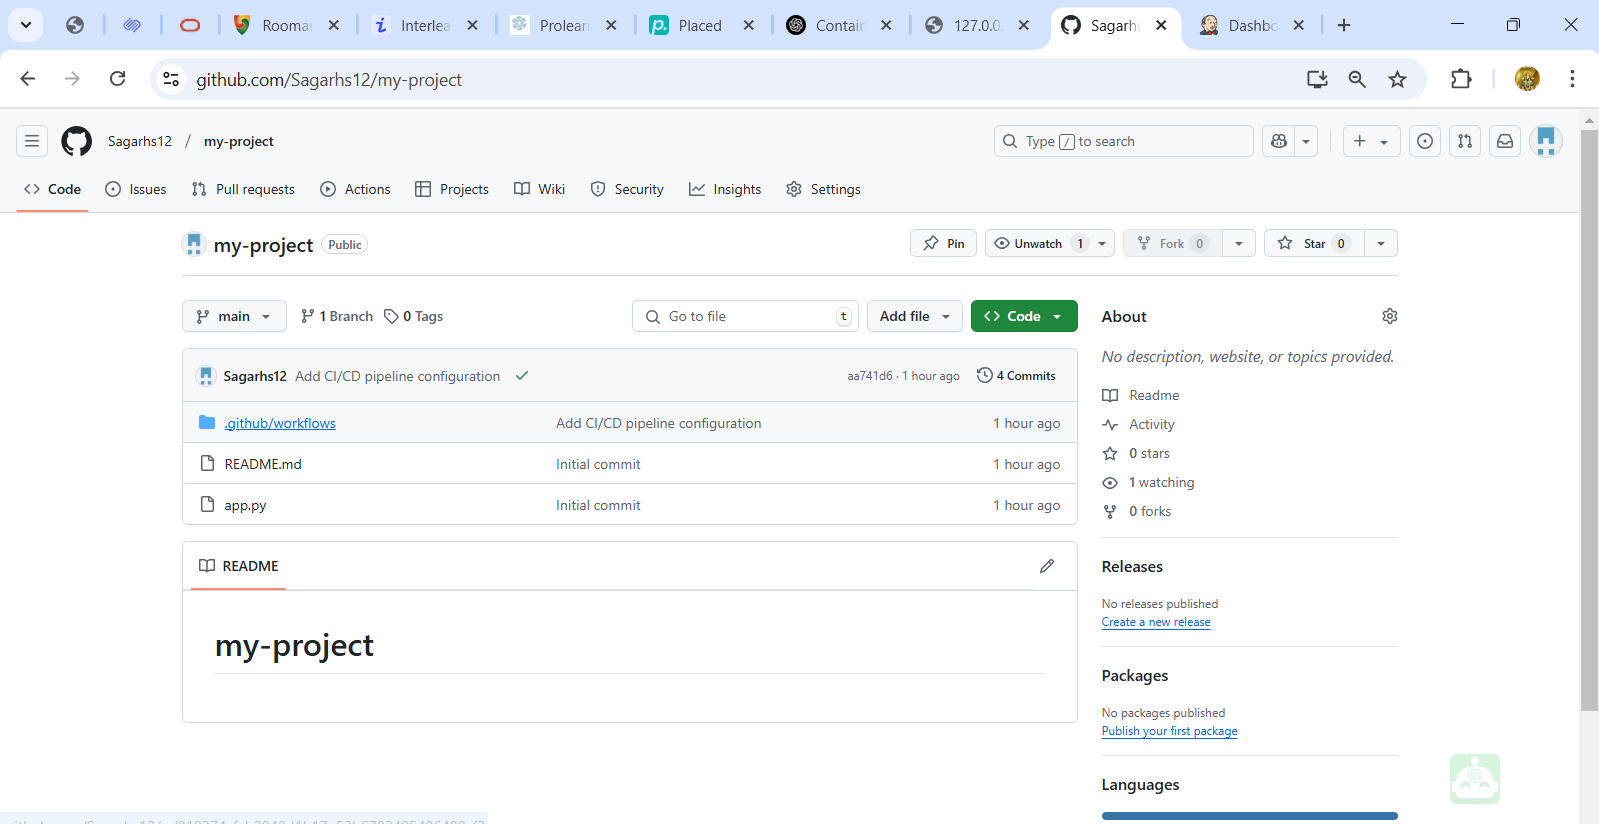 Rooman
Interlea
Prolearn
Placed
Contain
127.0.0.
Sagarhs
Dashbo
github.com/Sagarhs12/my-project
Sagarhs12 / my-project
Type / to search
Code Issues Pull requests Actions Projects Wiki Security Insights Settings
my-project Public
Pin Unwatch 1 Fork 0 Star 0
main 1 Branch 0 Tags Go to file t Add file Code
Sagarhs12 Add CI/CD pipeline configuration aa741d6 · 1 hour ago 4 Commits
.github/workflows Add CI/CD pipeline configuration 1 hour ago
README.md Initial commit 1 hour ago
app.py Initial commit 1 hour ago
README
my-project
About
No description, website, or topics provided.
Readme
Activity
0 stars
1 watching
0 forks
Releases
No releases published
Create a new release
Packages
No packages published
Publish your first package
Languages